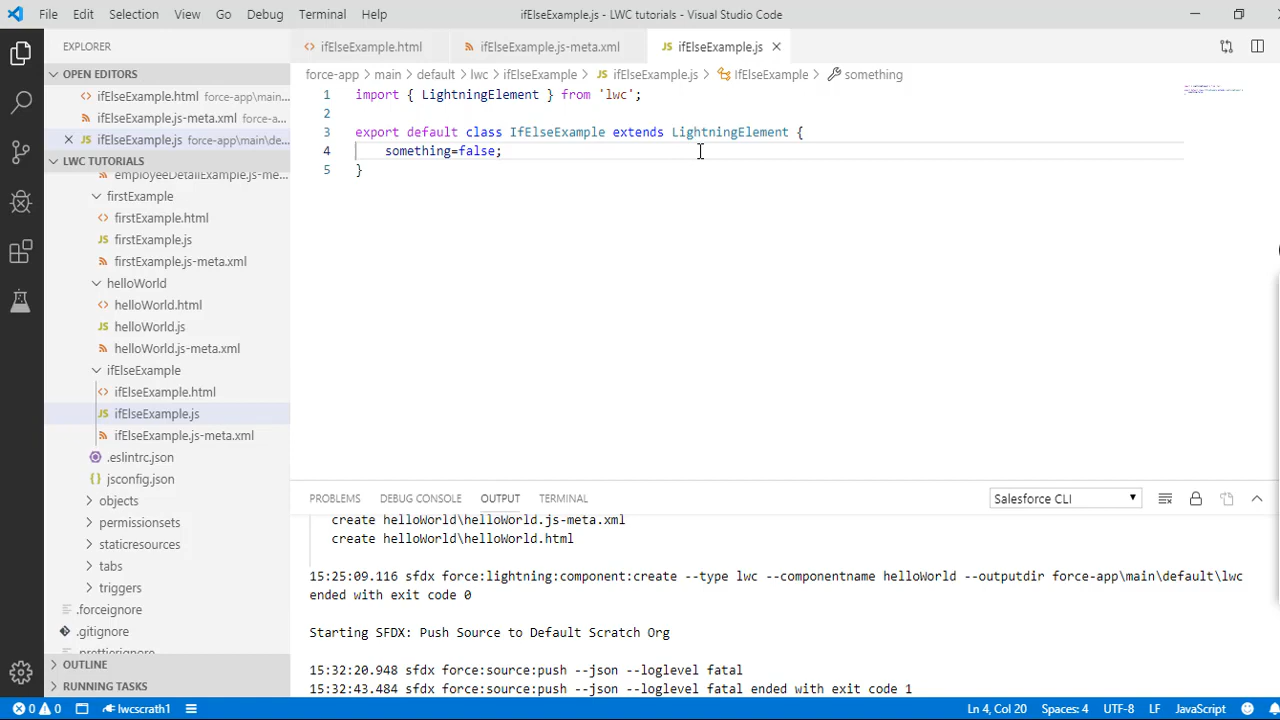 File Edit Selection View Go Debug Terminal Help ifElseExample.js - LWC tutorials - Visual Studio Code
EXPLORER
OPEN EDITORS
ifElseExample.html force-app\main...
ifElseExample.js-meta.xml force-a...
ifElseExample.js force-app\main\de...
LWC TUTORIALS
employeeDetailExample.js-me...
firstExample
firstExample.html
JS firstExample.js
firstExample.js-meta.xml
helloWorld
helloWorld.html
JS helloWorld.js
helloWorld.js-meta.xml
ifElseExample
ifElseExample.html
JS ifElseExample.js
ifElseExample.js-meta.xml
.eslintrc.json
{} jsconfig.json
objects
permissionsets
staticresources
tabs
triggers
.forceignore
.gitignore
.prettierignore
OUTLINE
RUNNING TASKS
ifElseExample.html ifElseExample.js-meta.xml JS ifElseExample.js
force-app > main > default > lwc > ifElseExample > JS ifElseExample.js > IfElseExample > something
1 import { LightningElement } from 'lwc';
2
3 export default class IfElseExample extends LightningElement {
4 something=false;
5 }
PROBLEMS DEBUG CONSOLE OUTPUT TERMINAL Salesforce CLI
create helloWorld\helloWorld.js-meta.xml
create helloWorld\helloWorld.html
15:25:09.116 sfdx force:lightning:component:create --type lwc --componentname helloWorld --outputdir force-app\main\default\lwc
ended with exit code 0
Starting SFDX: Push Source to Default Scratch Org
15:32:20.948 sfdx force:source:push --json --loglevel fatal
15:32:43.484 sfdx force:source:push --json --loglevel fatal ended with exit code 1
0 0 lwcscrath1 Ln 4, Col 20 Spaces: 4 UTF-8 LF JavaScript